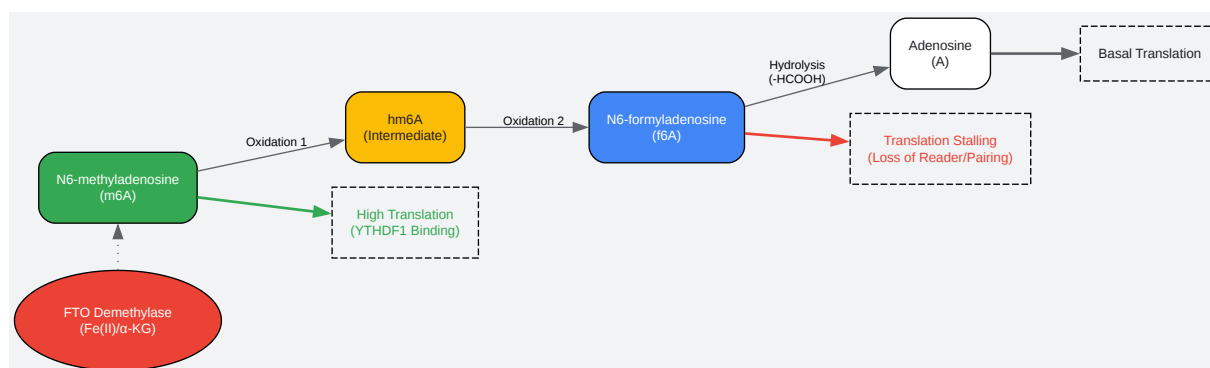 Adenosine
(A)
Basal Translation
Hydrolysis
(-HCOOH)
hm6A
(Intermediate)
Oxidation 2
N6-formyladenosine
(f6A)
Oxidation 1
Translation Stalling
(Loss of Reader/Pairing)
N6-methyladenosine
(m6A)
High Translation
(YTHDF1 Binding)
FTO Demethylase
(Fe(II)/α-KG)